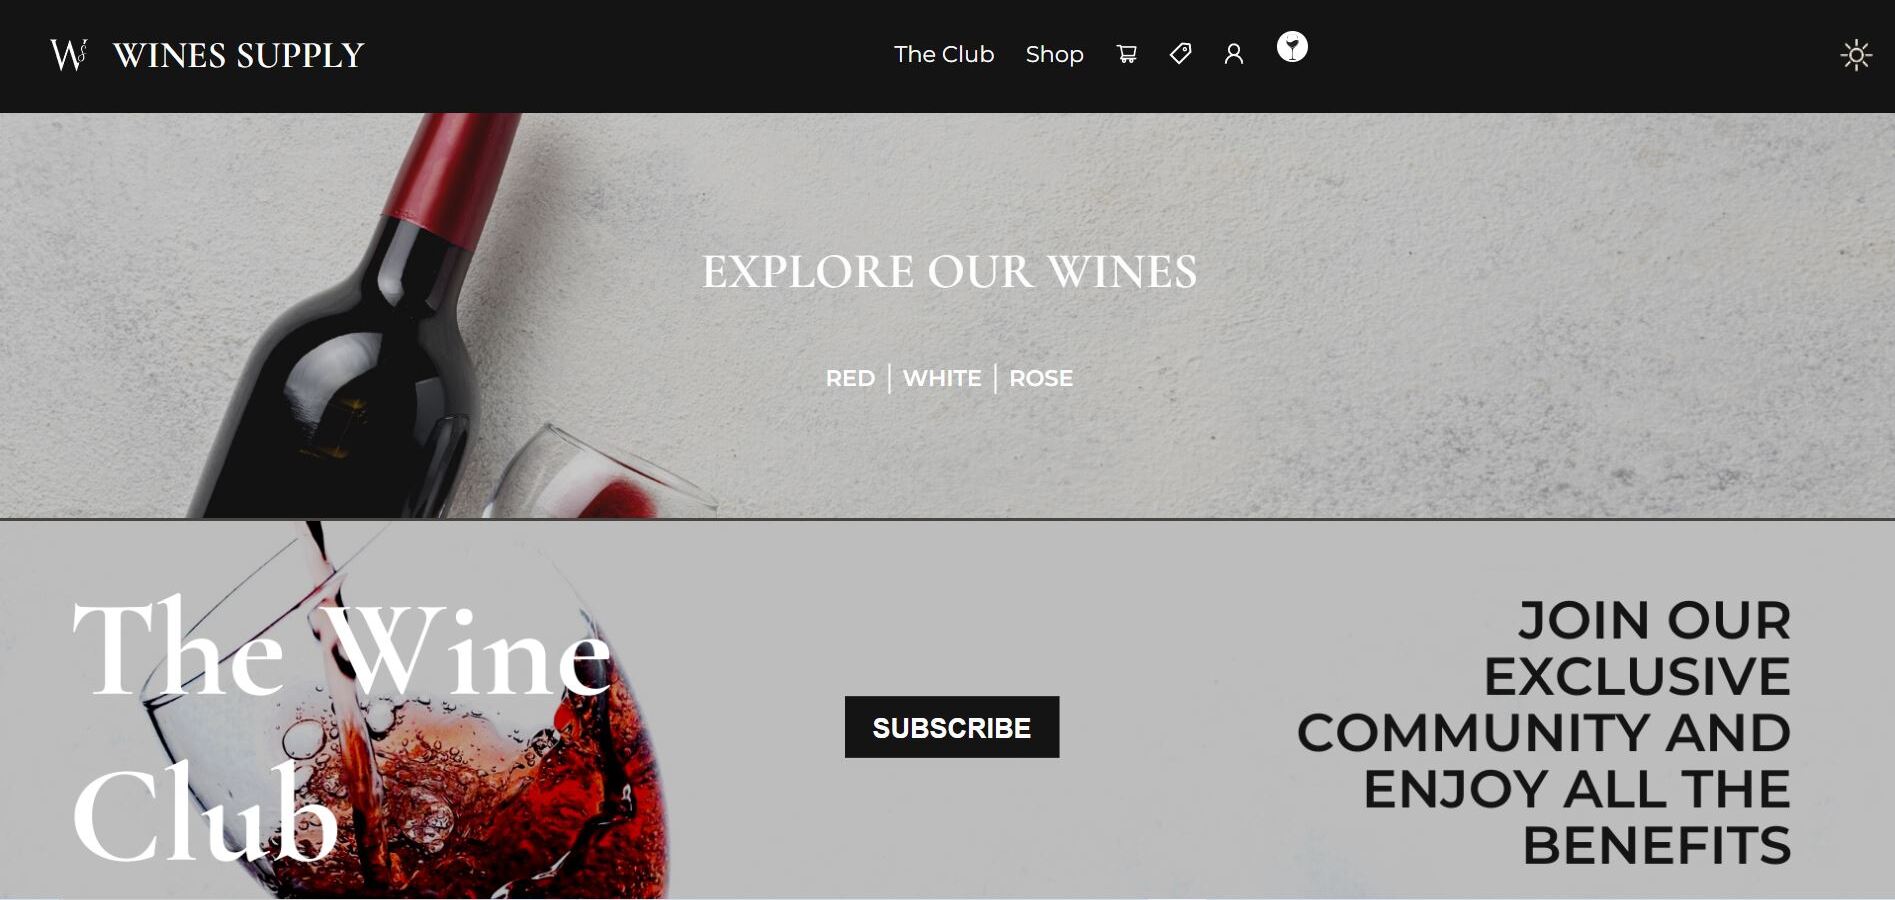 WS WINES SUPPLY
The Club Shop
EXPLORE OUR WINES
RED | WHITE | ROSE
The Wine
Club
SUBSCRIBE
JOIN OUR
EXCLUSIVE
COMMUNITY AND
ENJOY ALL THE
BENEFITS